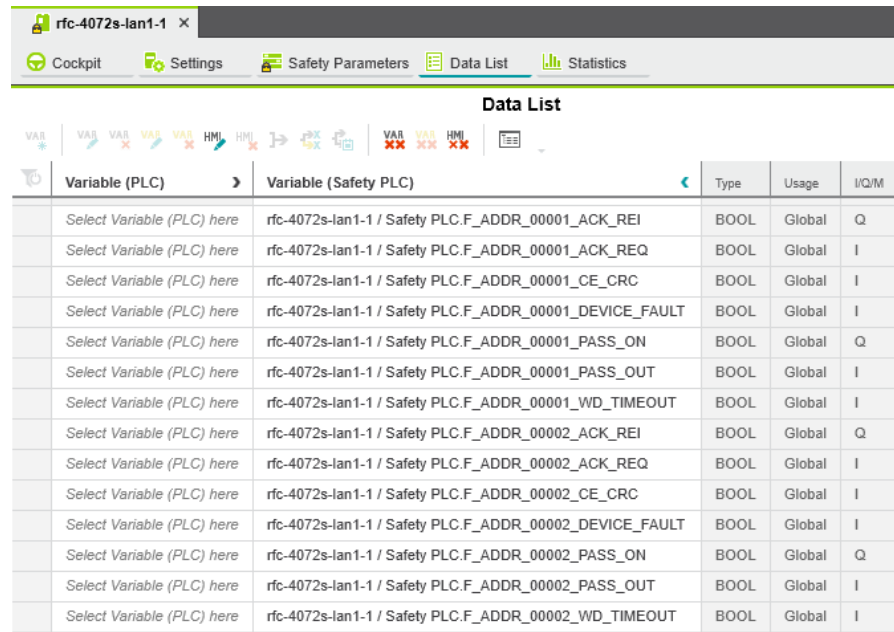 rfc-4072s-lan1-1 ×
Cockpit Settings Safety Parameters Data List Statistics
Data List
VAR VAR VAR VAR VAR HMI HMI VAR VAR HMI
Variable (PLC) Variable (Safety PLC) Type Usage I/Q/M
Select Variable (PLC) here rfc-4072s-lan1-1 / Safety PLC.F_ADDR_00001_ACK_REI BOOL Global Q
Select Variable (PLC) here rfc-4072s-lan1-1 / Safety PLC.F_ADDR_00001_ACK_REQ BOOL Global I
Select Variable (PLC) here rfc-4072s-lan1-1 / Safety PLC.F_ADDR_00001_CE_CRC BOOL Global I
Select Variable (PLC) here rfc-4072s-lan1-1 / Safety PLC.F_ADDR_00001_DEVICE_FAULT BOOL Global I
Select Variable (PLC) here rfc-4072s-lan1-1 / Safety PLC.F_ADDR_00001_PASS_ON BOOL Global Q
Select Variable (PLC) here rfc-4072s-lan1-1 / Safety PLC.F_ADDR_00001_PASS_OUT BOOL Global I
Select Variable (PLC) here rfc-4072s-lan1-1 / Safety PLC.F_ADDR_00001_WD_TIMEOUT BOOL Global I
Select Variable (PLC) here rfc-4072s-lan1-1 / Safety PLC.F_ADDR_00002_ACK_REI BOOL Global Q
Select Variable (PLC) here rfc-4072s-lan1-1 / Safety PLC.F_ADDR_00002_ACK_REQ BOOL Global I
Select Variable (PLC) here rfc-4072s-lan1-1 / Safety PLC.F_ADDR_00002_CE_CRC BOOL Global I
Select Variable (PLC) here rfc-4072s-lan1-1 / Safety PLC.F_ADDR_00002_DEVICE_FAULT BOOL Global I
Select Variable (PLC) here rfc-4072s-lan1-1 / Safety PLC.F_ADDR_00002_PASS_ON BOOL Global Q
Select Variable (PLC) here rfc-4072s-lan1-1 / Safety PLC.F_ADDR_00002_PASS_OUT BOOL Global I
Select Variable (PLC) here rfc-4072s-lan1-1 / Safety PLC.F_ADDR_00002_WD_TIMEOUT BOOL Global I